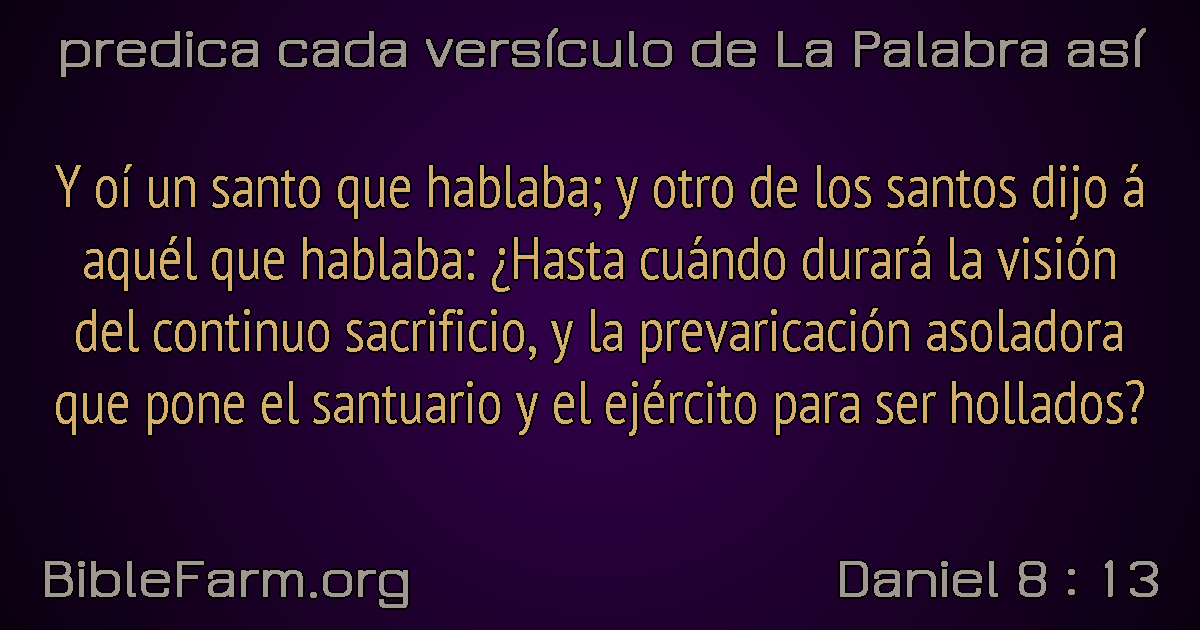 predica cada versículo de La Palabra así
Y oí un santo que hablaba; y otro de los santos dijo á
aquél que hablaba: ¿Hasta cuándo durará la visión
del continuo sacrificio, y la prevaricación asoladora
que pone el santuario y el ejército para ser hollados?
BibleFarm.org
Daniel 8 : 13